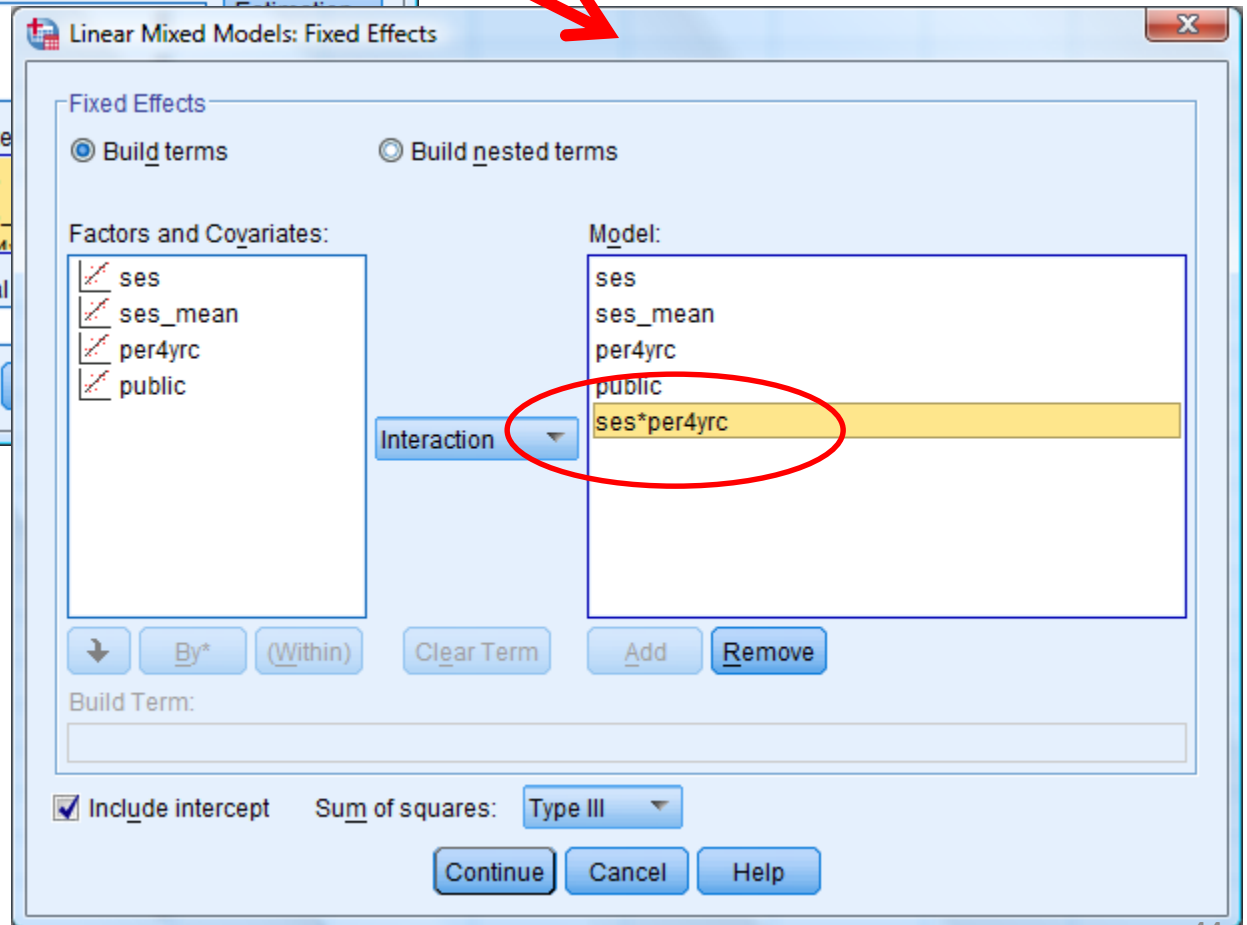 Linear Mixed Models: Fixed Effects
Fixed Effects
Build terms Build nested terms
Factors and Covariates: Model:
ses ses
ses_mean ses_mean
per4yrc per4yrc
public public
Interaction ses*per4yrc
By* (Within) Clear Term Add Remove
Build Term:
Include intercept Sum of squares: Type III
Continue Cancel Help